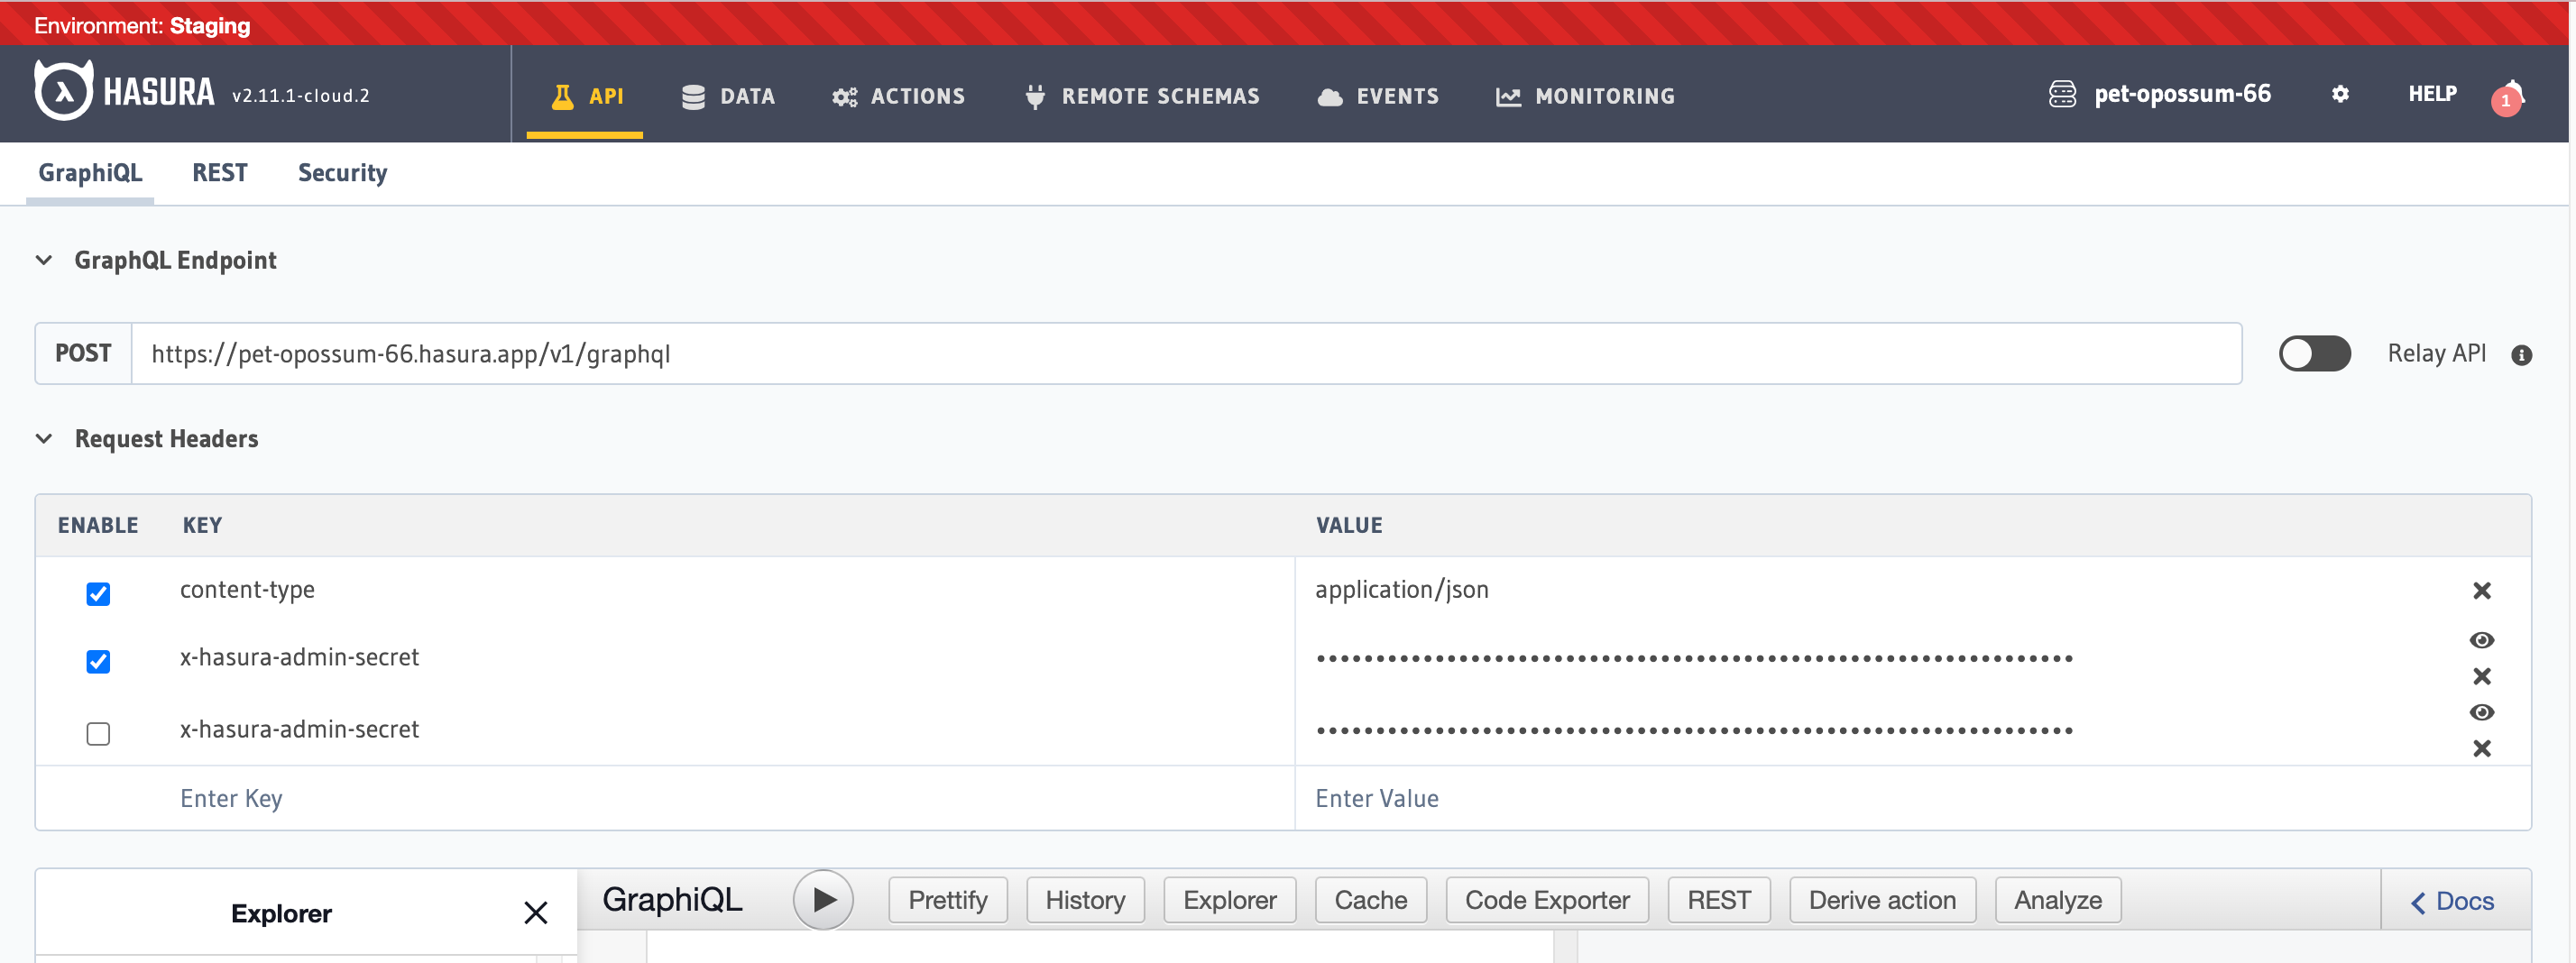 Environment: Staging
HASURA v2.11.1-cloud.2 API DATA ACTIONS REMOTE SCHEMAS EVENTS MONITORING pet-opossum-66 HELP 1
GraphiQL REST Security
GraphQL Endpoint
POST https://pet-opossum-66.hasura.app/v1/graphql Relay API
Request Headers
ENABLE KEY VALUE
content-type application/json
x-hasura-admin-secret ••••••••••••••••••••••••••••••••••••••••••••••••••••••••••••••••
x-hasura-admin-secret ••••••••••••••••••••••••••••••••••••••••••••••••••••••••••••••••
Enter Key Enter Value
Explorer GraphiQL Prettify History Explorer Cache Code Exporter REST Derive action Analyze Docs